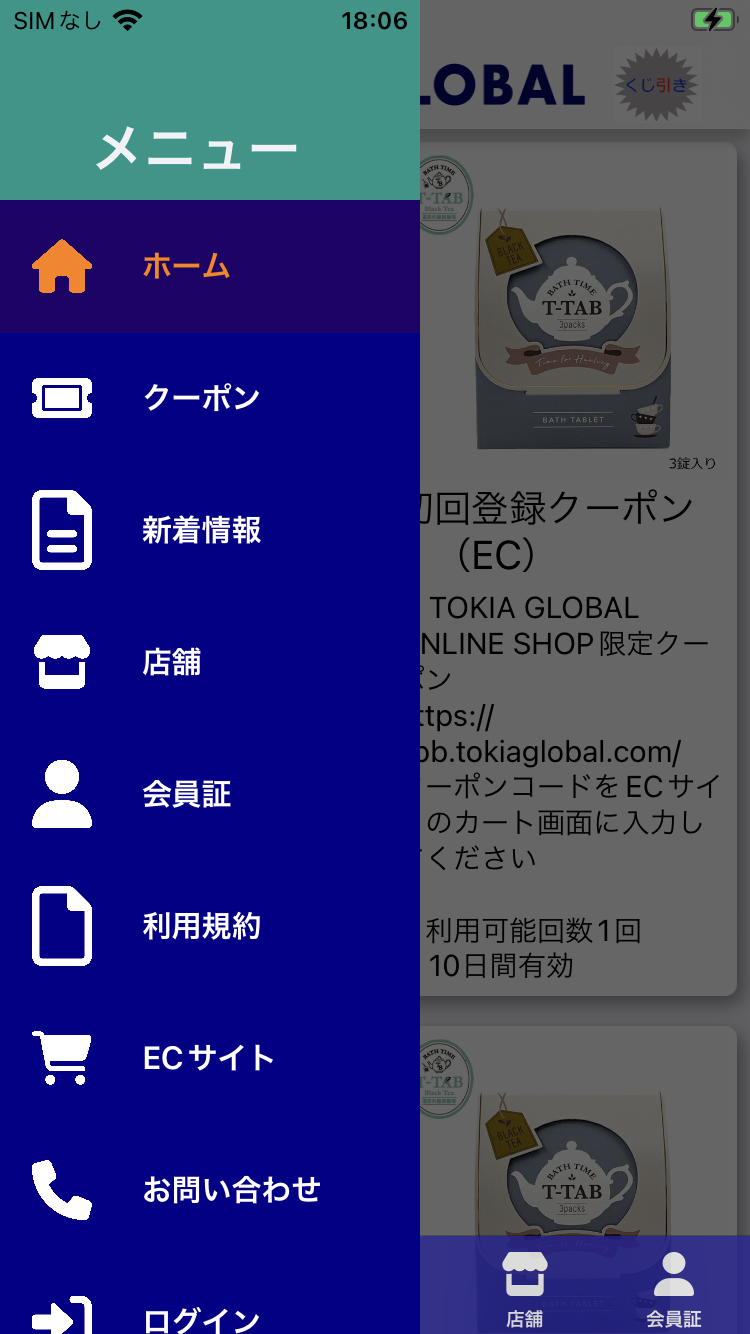 SIMなし 18:06
メニュー
ホーム
クーポン
新着情報
店舗
会員証
利用規約
ECサイト
お問い合わせ
ログイン
LOBAL
くじ引き
BATH TIME
T-TAB
Black Tea
BLACK
TEA
BATH TIME
T-TAB
3packs
Time for Healing
BATH TABLET
3錠入り
初回登録クーポン
（EC）
TOKIA GLOBAL
NLINE SHOP限定クー
ポン
ttps://
ob.tokiaglobal.com/
ーポンコードをECサイ
のカート画面に入力し
ください
利用可能回数1回
10日間有効
BATH TIME
T-TAB
Black Tea
BLACK
TEA
BATH TIME
T-TAB
3packs
店舗
会員証